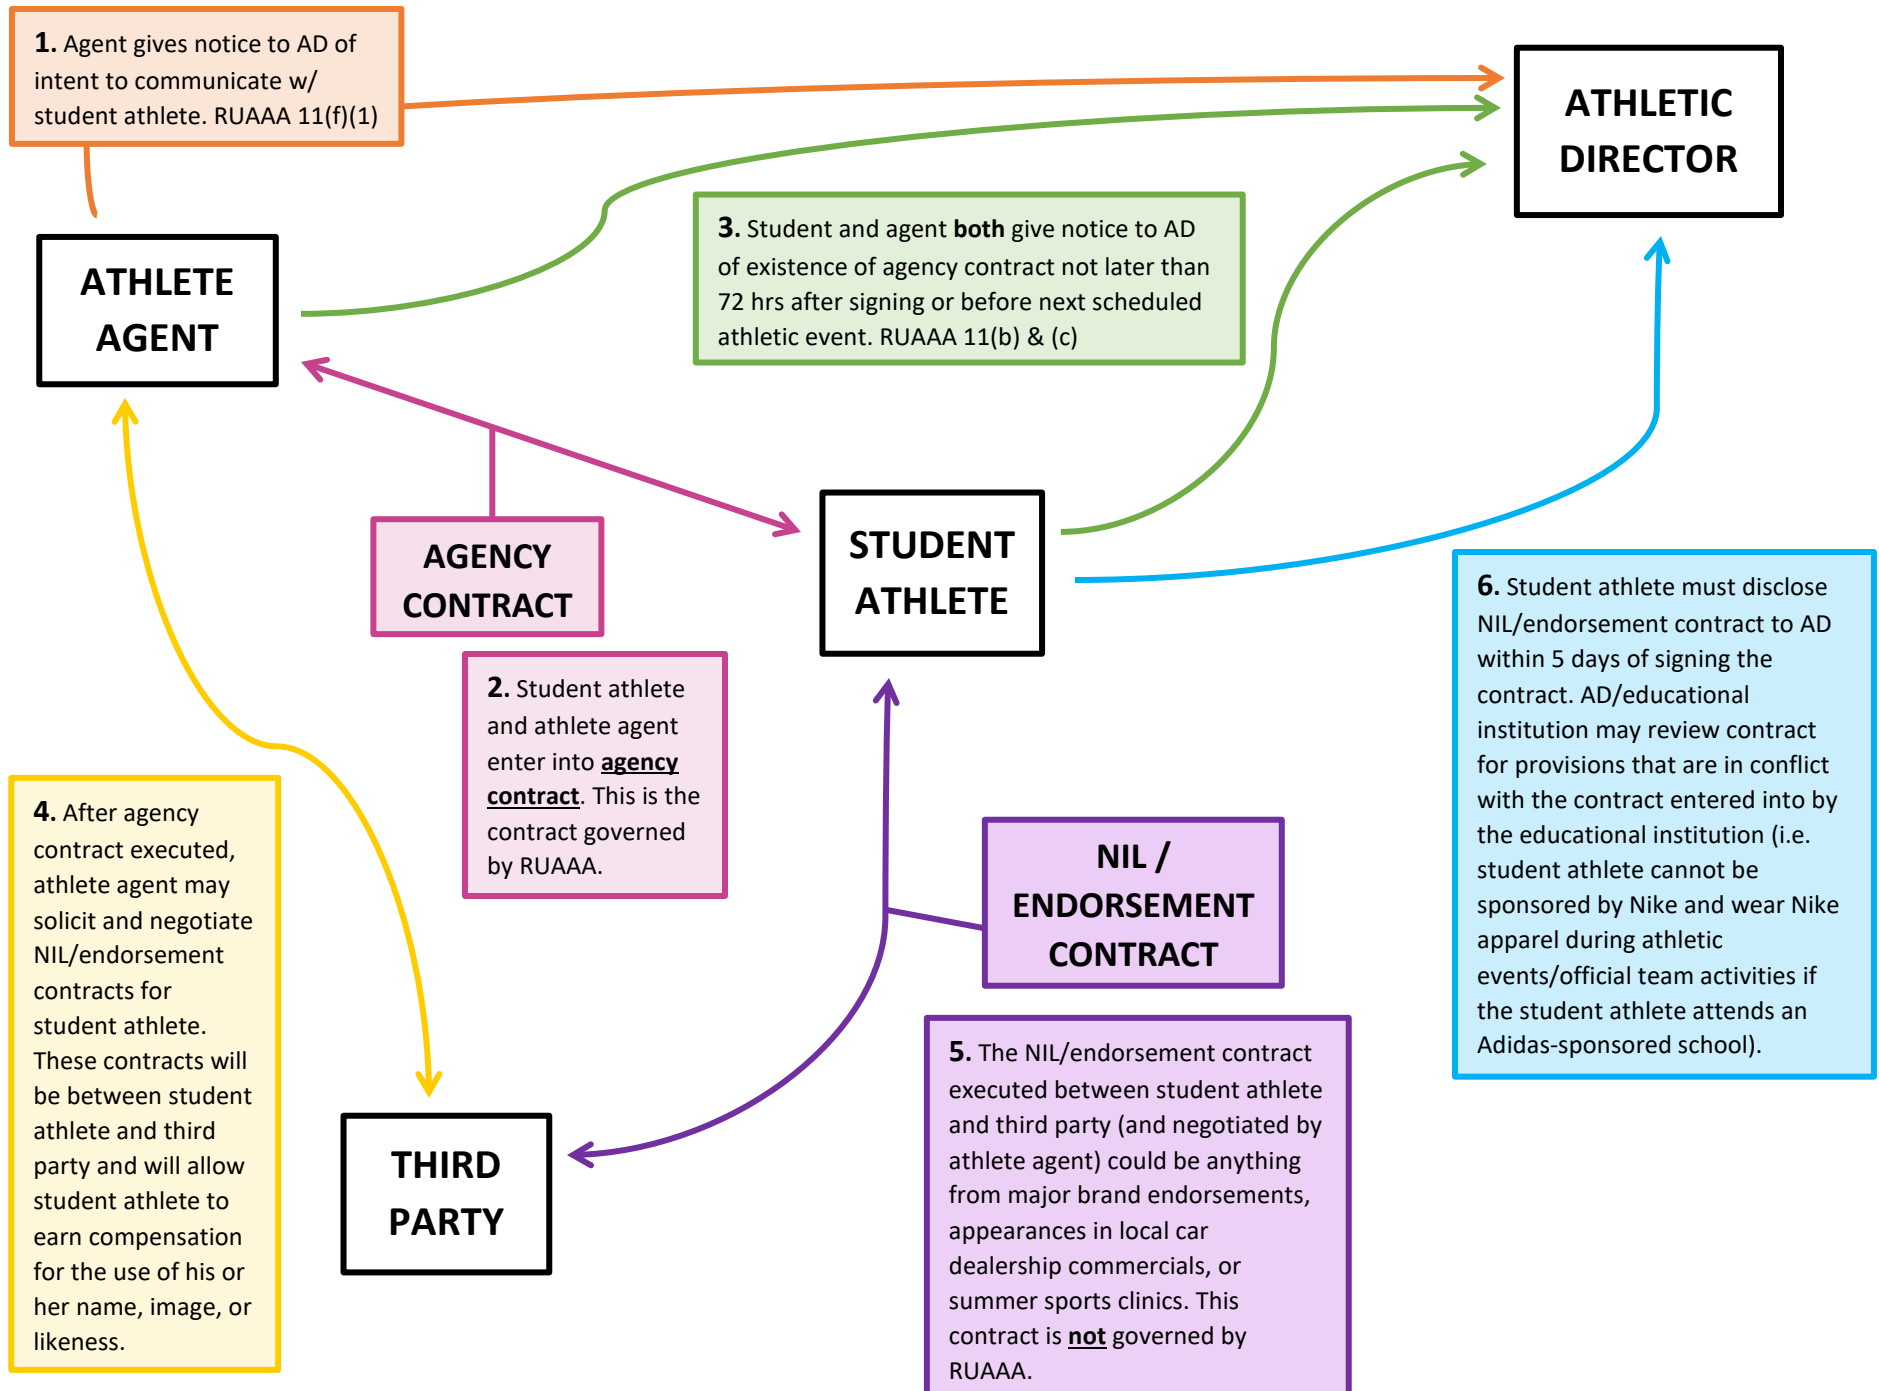 1. Agent gives notice to AD of
intent to communicate w/
student athlete. RUAAA 11(f)(1)
ATHLETIC
DIRECTOR
3. Student and agent both give notice to AD
of existence of agency contract not later than
72 hrs after signing or before next scheduled
athletic event. RUAAA 11(b) & (c)
ATHLETE
AGENT
AGENCY
CONTRACT
STUDENT
ATHLETE
2. Student athlete
and athlete agent
enter into agency
contract. This is the
contract governed
by RUAAA.
6. Student athlete must disclose
NIL/endorsement contract to AD
within 5 days of signing the
contract. AD/educational
institution may review contract
for provisions that are in conflict
with the contract entered into by
the educational institution (i.e.
student athlete cannot be
sponsored by Nike and wear Nike
apparel during athletic
events/official team activities if
the student athlete attends an
Adidas-sponsored school).
4. After agency
contract executed,
athlete agent may
solicit and negotiate
NIL/endorsement
contracts for
student athlete.
These contracts will
be between student
athlete and third
party and will allow
student athlete to
earn compensation
for the use of his or
her name, image, or
likeness.
NIL /
ENDORSEMENT
CONTRACT
THIRD
PARTY
5. The NIL/endorsement contract
executed between student athlete
and third party (and negotiated by
athlete agent) could be anything
from major brand endorsements,
appearances in local car
dealership commercials, or
summer sports clinics. This
contract is not governed by
RUAAA.